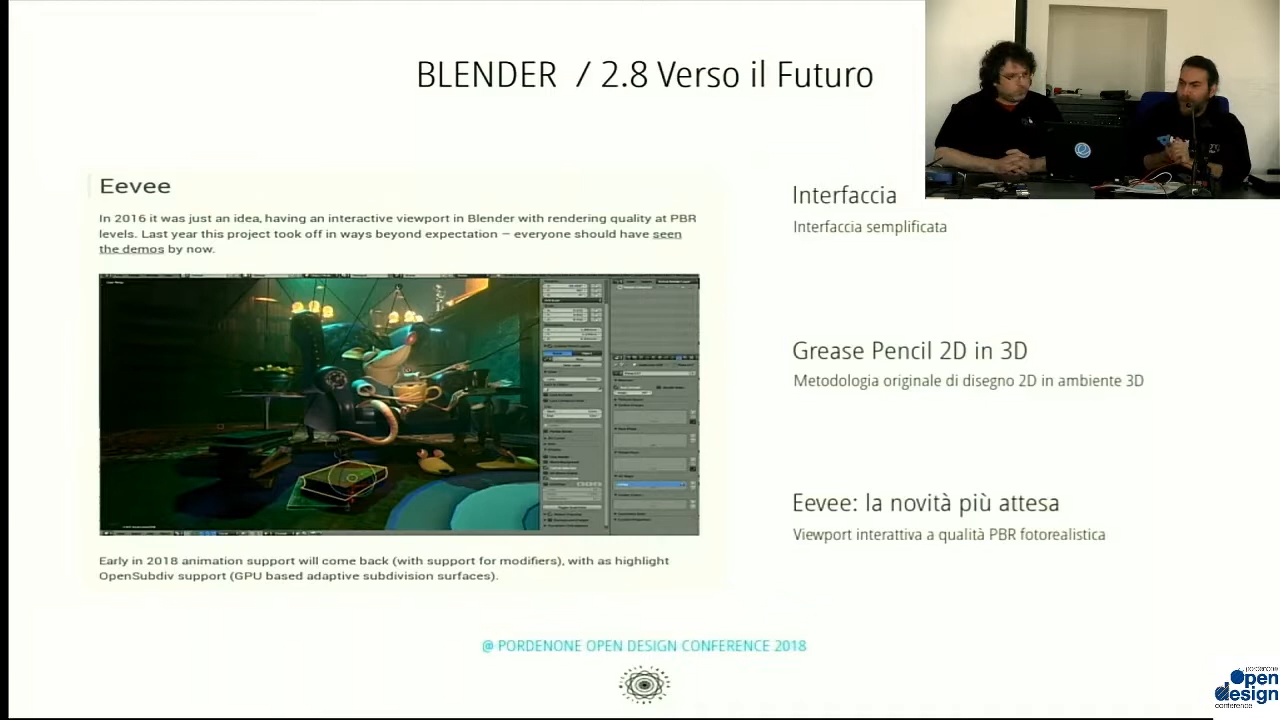 BLENDER / 2.8 Verso il Futuro
Eevee
In 2016 it was just an idea, having an interactive viewport in Blender with rendering quality at PBR
levels. Last year this project took off in ways beyond expectation – everyone should have seen
the demos by now.
Early in 2018 animation support will come back (with support for modifiers), with as highlight
OpenSubdiv support (GPU based adaptive subdivision surfaces).
Interfaccia
Interfaccia semplificata
Grease Pencil 2D in 3D
Metodologia originale di disegno 2D in ambiente 3D
Eevee: la novità più attesa
Viewport interattiva a qualità PBR fotorealistica
@ PORDENONE OPEN DESIGN CONFERENCE 2018
pordenone
open
design
conference